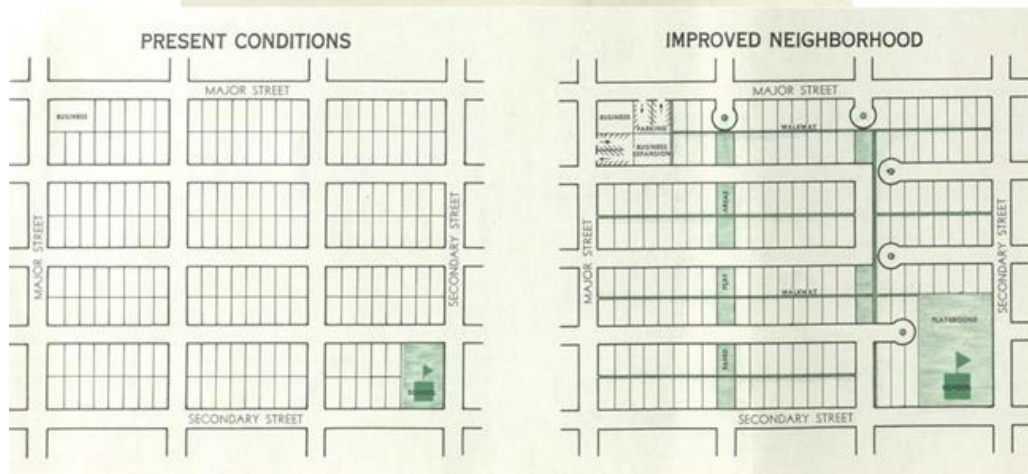 PRESENT CONDITIONS
MAJOR STREET
BUSINESS
MAJOR STREET
SECONDARY STREET
SCHOOL
SECONDARY STREET
IMPROVED NEIGHBORHOOD
MAJOR STREET
BUSINESS
PARKING
BUSINESS
EXPANSION
WALKWAY
AREAS
MAJOR STREET
PLAY
WALKWAY
SECONDARY STREET
PLAYGROUND
PAVED
SCHOOL
SECONDARY STREET